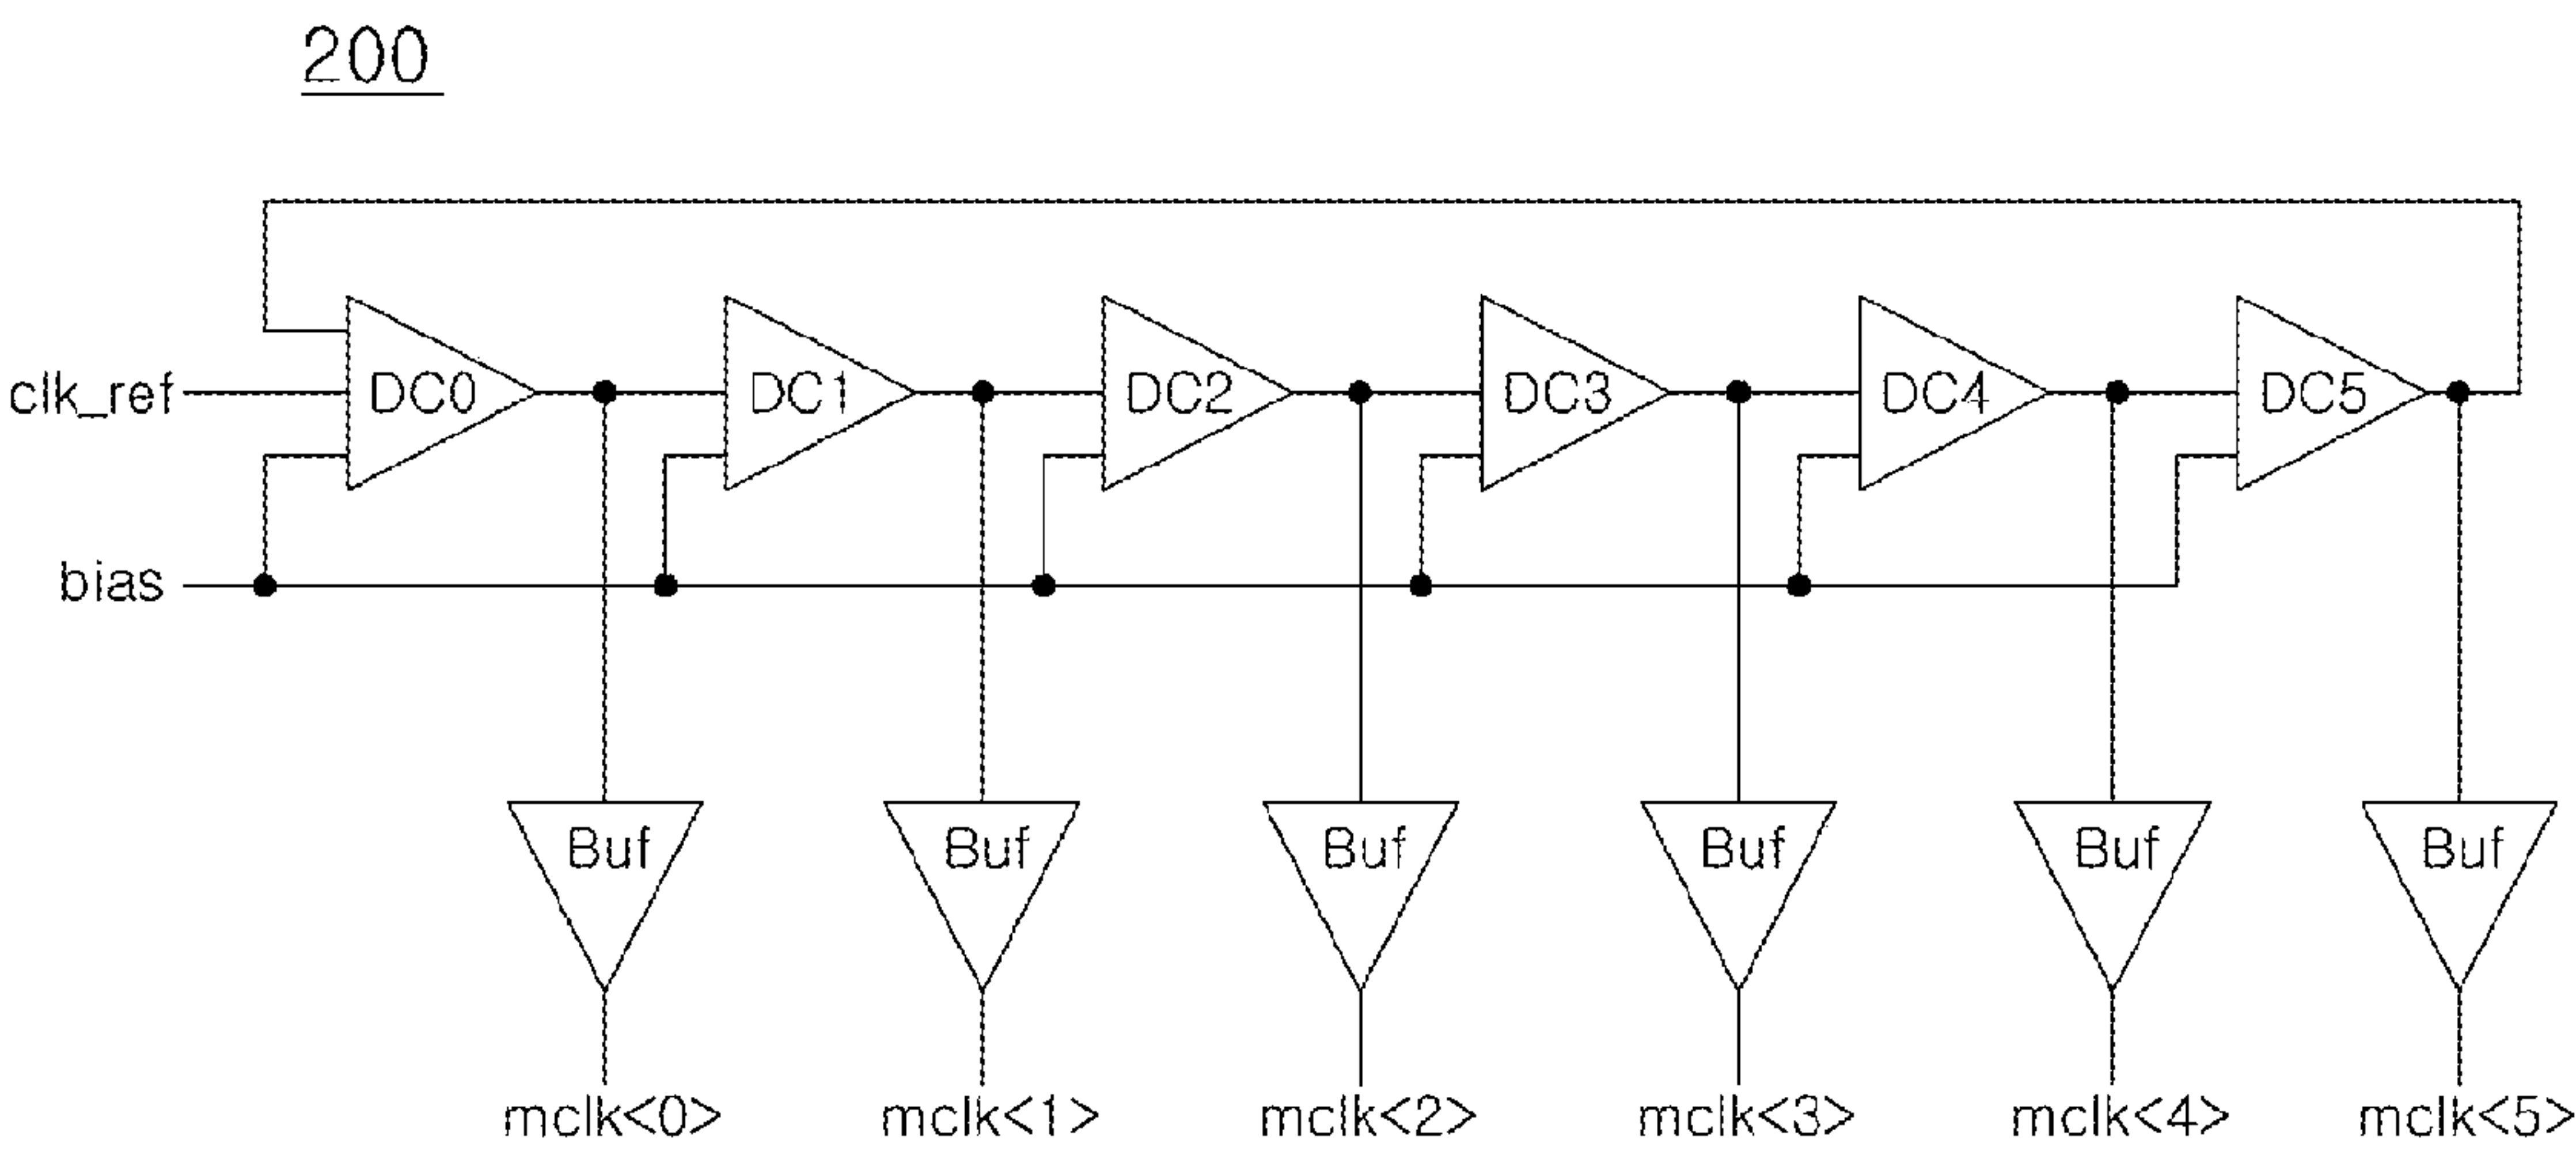 200
clk_ref DC0 DC1 DC2 DC3 DC4 DC5
bias
Buf Buf Buf Buf Buf Buf
mclk<0> mclk<1> mclk<2> mclk<3> mclk<4> mclk<5>